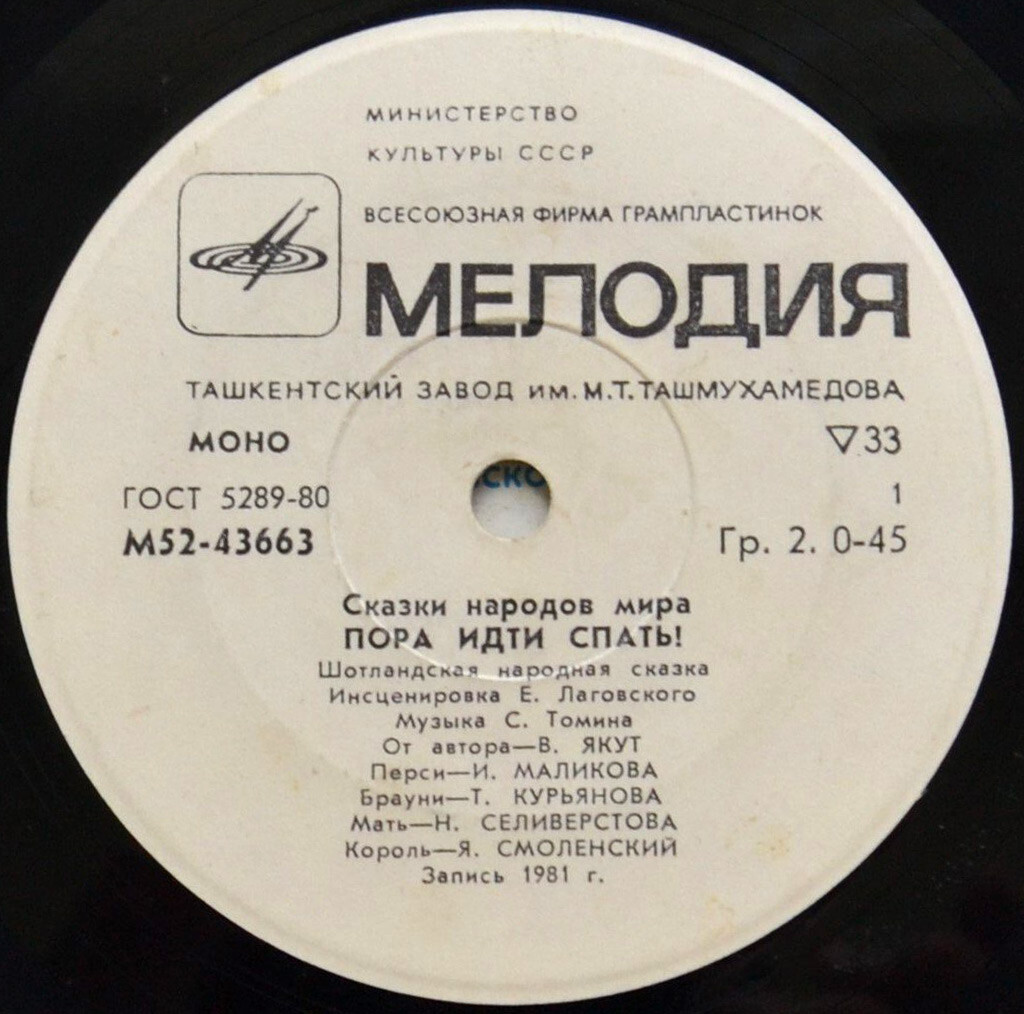 МИНИСТЕРСТВО
КУЛЬТУРЫ СССР
ВСЕСОЮЗНАЯ ФИРМА ГРАМПЛАСТИНОК
МЕЛОДИЯ
ТАШКЕНТСКИЙ ЗАВОД им. М.Т. ТАШМУХАМЕДОВА
МОНО ▽33
ГОСТ 5289-80 1
М52-43663 Гр. 2. 0-45
Сказки народов мира
ПОРА ИДТИ СПАТЬ!
Шотландская народная сказка
Инсценировка Е. Лаговского
Музыка С. Томина
От автора—В. ЯКУТ
Перси—И. МАЛИКОВА
Брауни—Т. КУРЬЯНОВА
Мать—Н. СЕЛИВЕРСТОВА
Король—Я. СМОЛЕНСКИЙ
Запись 1981 г.